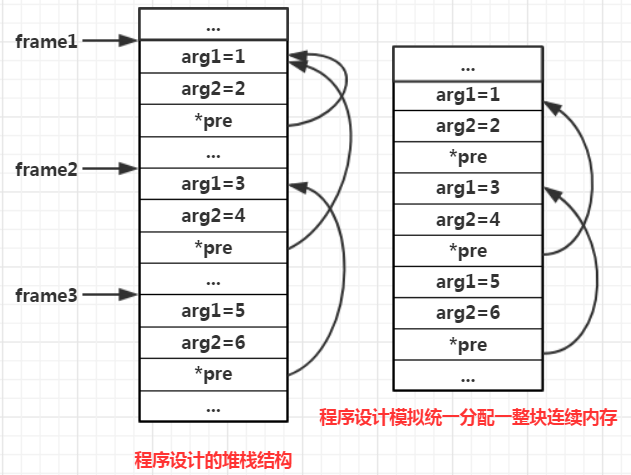 frame1
...
arg1=1
arg2=2
*pre
...
frame2
arg1=3
arg2=4
*pre
...
frame3
arg1=5
arg2=6
*pre
...
程序设计的堆栈结构
...
arg1=1
arg2=2
*pre
arg1=3
arg2=4
*pre
arg1=5
arg2=6
*pre
...
程序设计模拟统一分配一整块连续内存